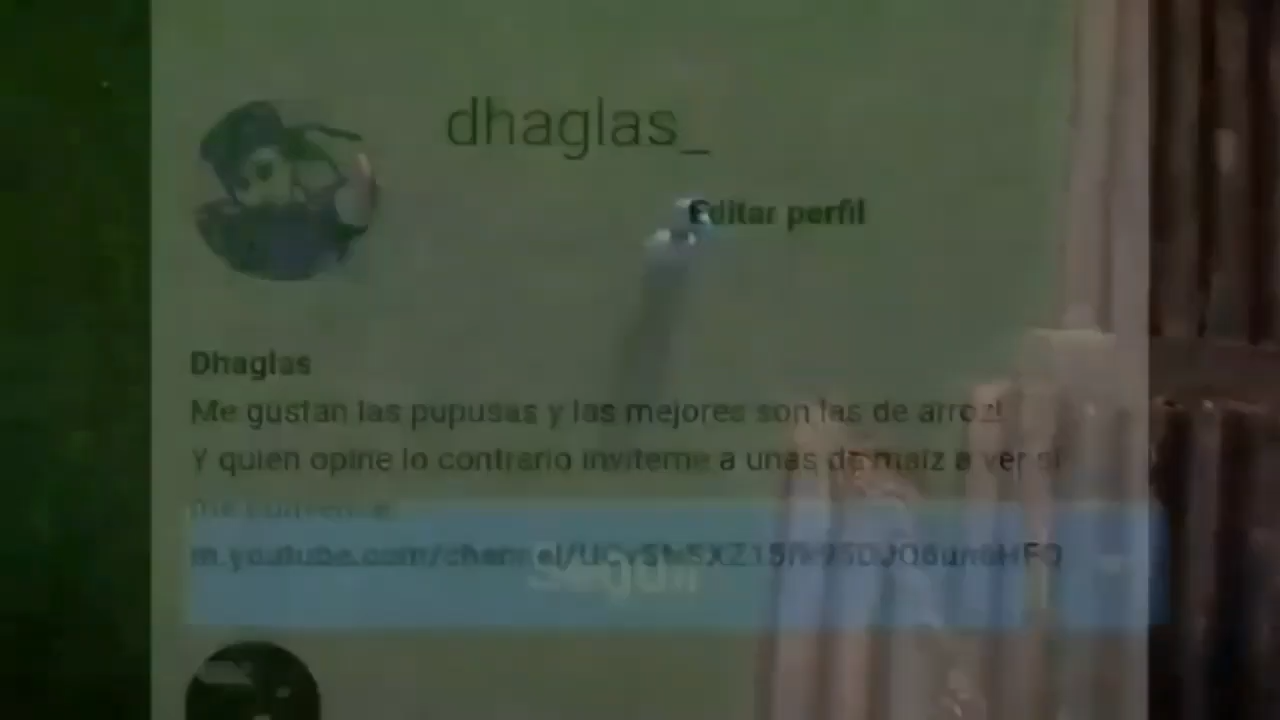 dhaglas_
Editar perfil
Dhaglas
Me gustan las pupusas y las mejores son las de arroz!
Y quien opine lo contrario inviteme a unas de maiz a ver si
Seguir